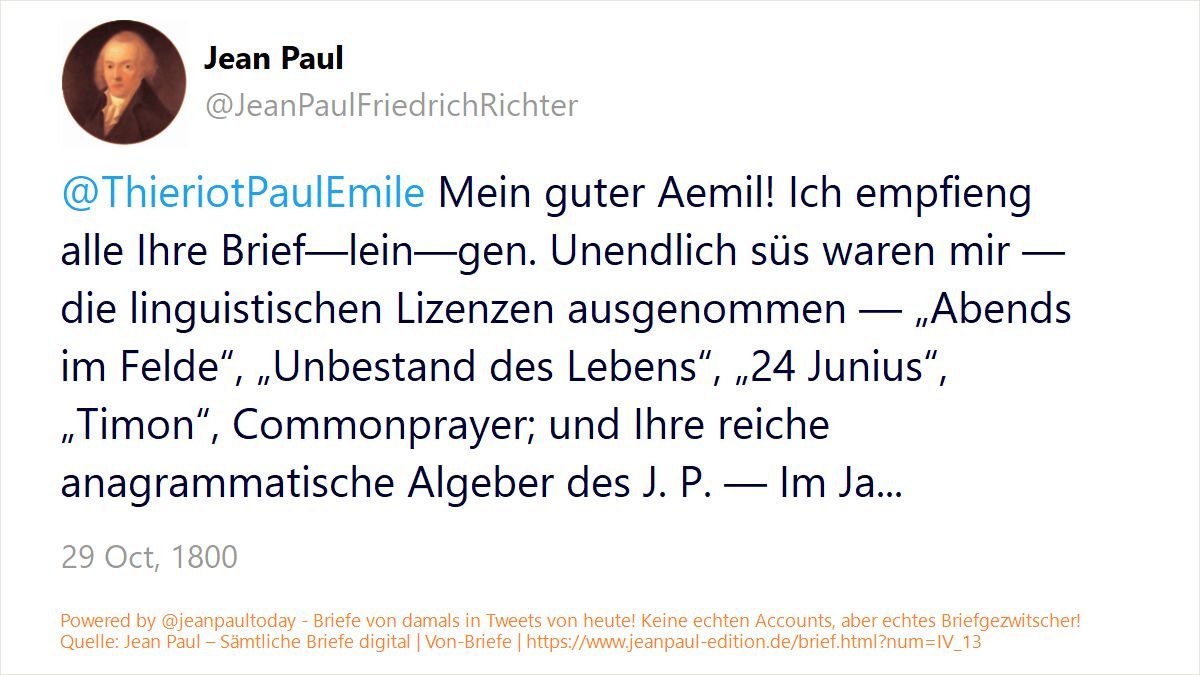 Jean Paul
@JeanPaulFriedrichRichter
@ThieriotPaulEmile Mein guter Aemil! Ich empfieng
alle Ihre Brief—lein—gen. Unendlich süs waren mir —
die linguistischen Lizenzen ausgenommen — „Abends
im Felde“, „Unbestand des Lebens“, „24 Junius“,
„Timon“, Commonprayer; und Ihre reiche
anagrammatische Algeber des J. P. — Im Ja...
29 Oct, 1800
Powered by @jeanpaultoday - Briefe von damals in Tweets von heute! Keine echten Accounts, aber echtes Briefgezwitscher!
Quelle: Jean Paul – Sämtliche Briefe digital | Von-Briefe | https://www.jeanpaul-edition.de/brief.html?num=IV_13